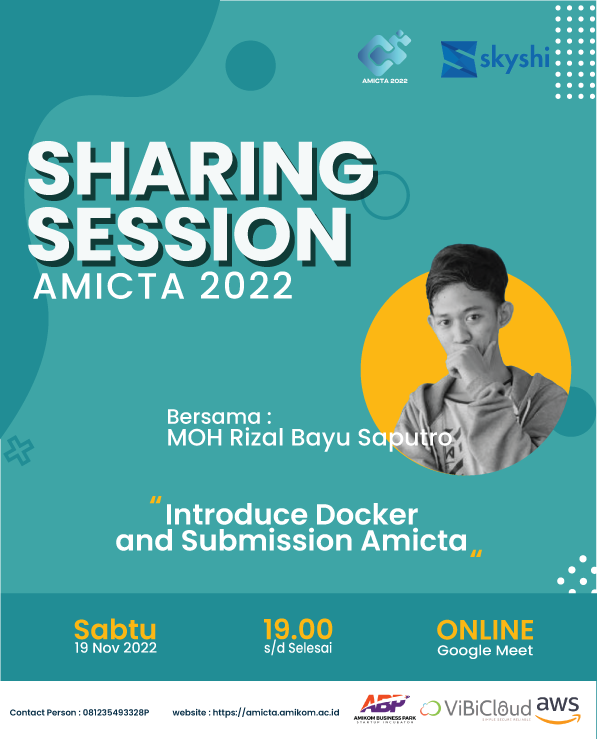 AMICTA 2022
skyshi
SHARING
SESSION
AMICTA 2022
Bersama :
MOH Rizal Bayu Saputro
“Introduce Docker
and Submission Amicta„
Sabtu
19 Nov 2022
19.00
s/d Selesai
ONLINE
Google Meet
Contact Person : 081235493328P
website : https://amicta.amikom.ac.id
ABP
AMIKOM BUSINESS PARK
STARTUP INCUBATOR
ViBiCloud
aws